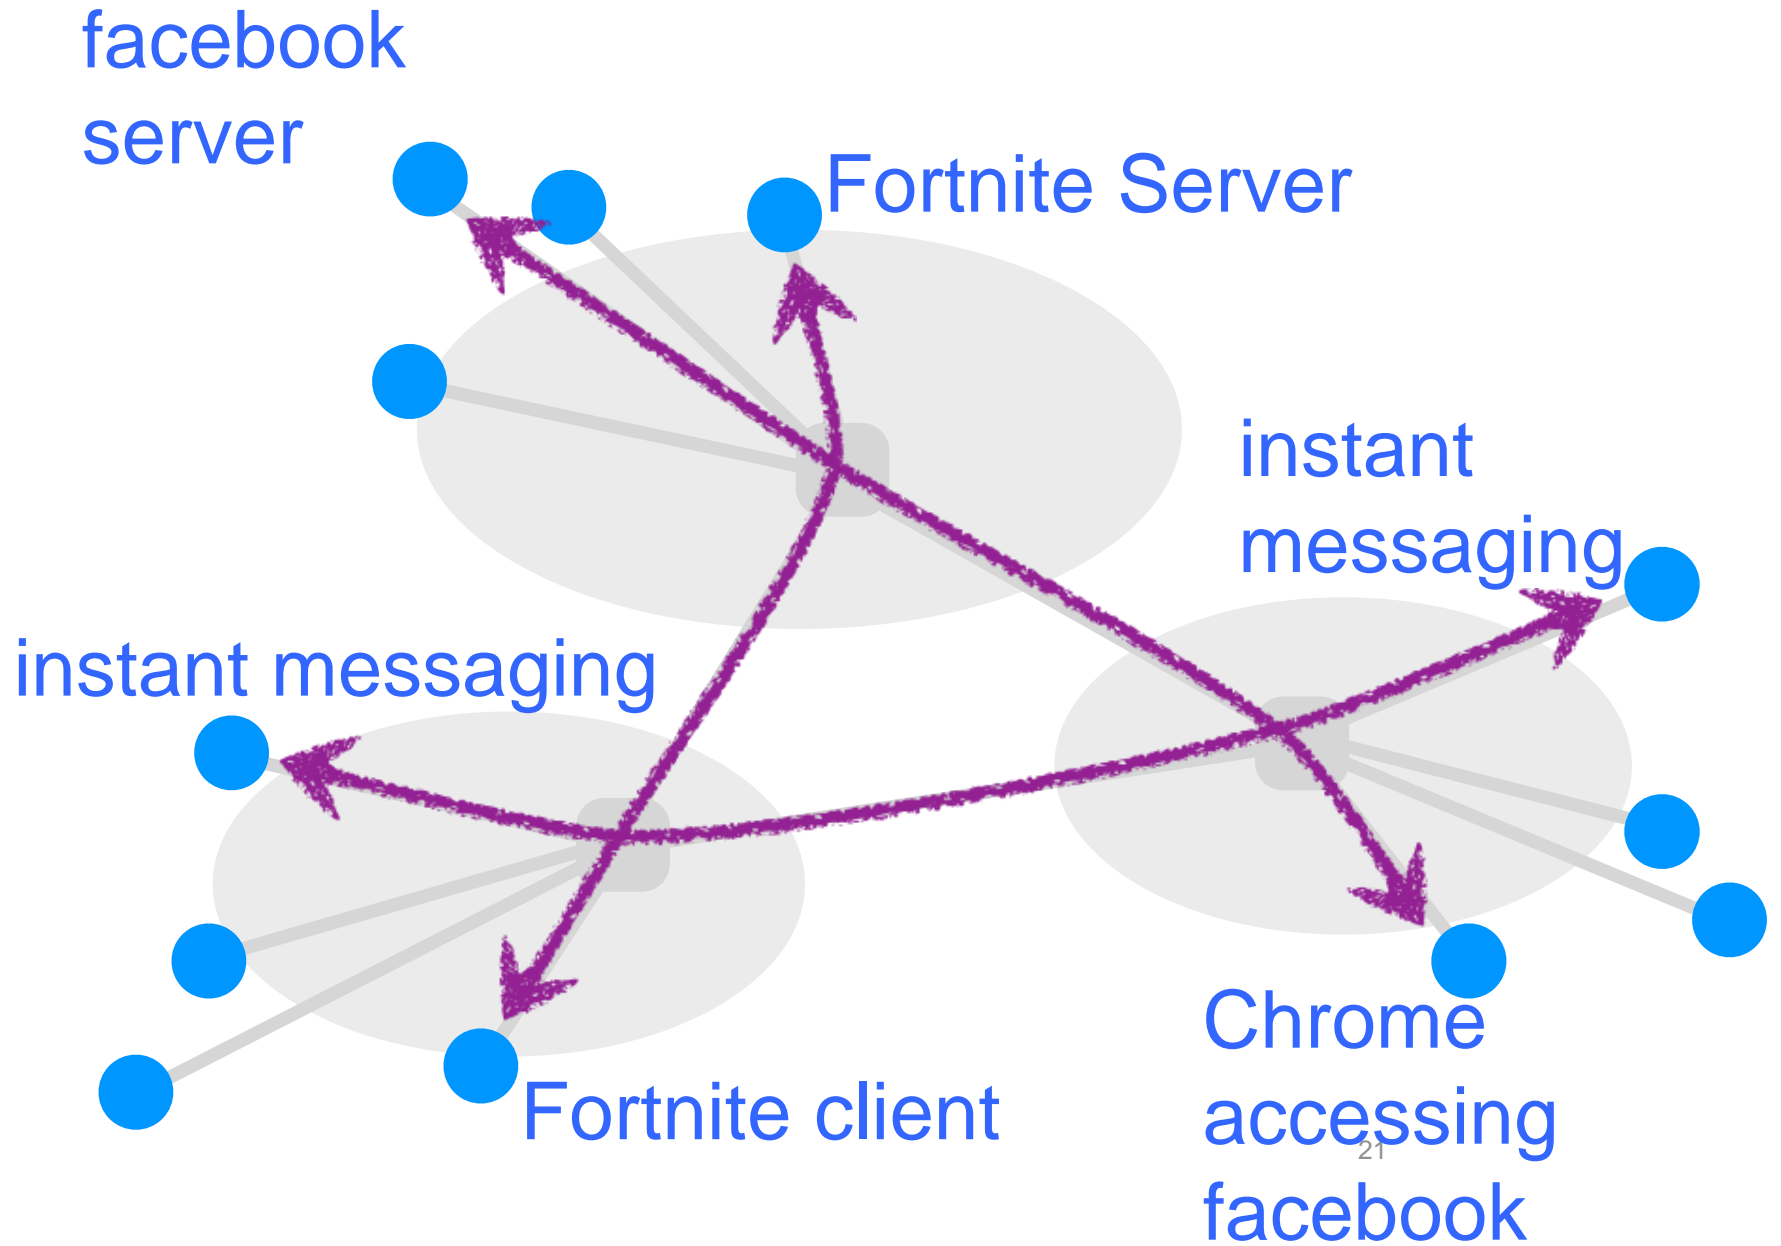 facebook
server
Fortnite Server
instant
messaging
instant messaging
Fortnite client
Chrome
accessing
facebook
21